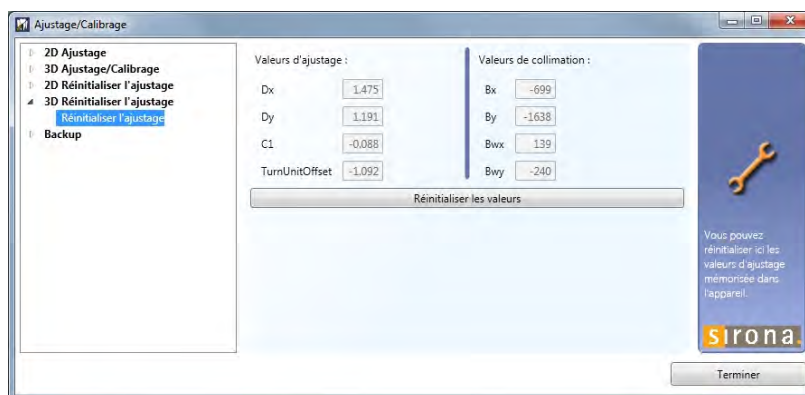 Ajustage/Calibrage
2D Ajustage
3D Ajustage/Calibrage
2D Réinitialiser l'ajustage
3D Réinitialiser l'ajustage
Réinitialiser l'ajustage
Backup
Valeurs d'ajustage :
Dx 1.475
Dy 1.191
C1 -0.088
TurnUnitOffset -1.092
Valeurs de collimation :
Bx -699
By -1638
Bwx 139
Bwy -240
Réinitialiser les valeurs
Vous pouvez
réinitialiser ici les
valeurs d'ajustage
mémorisée dans
l'appareil.
sirona.
Terminer